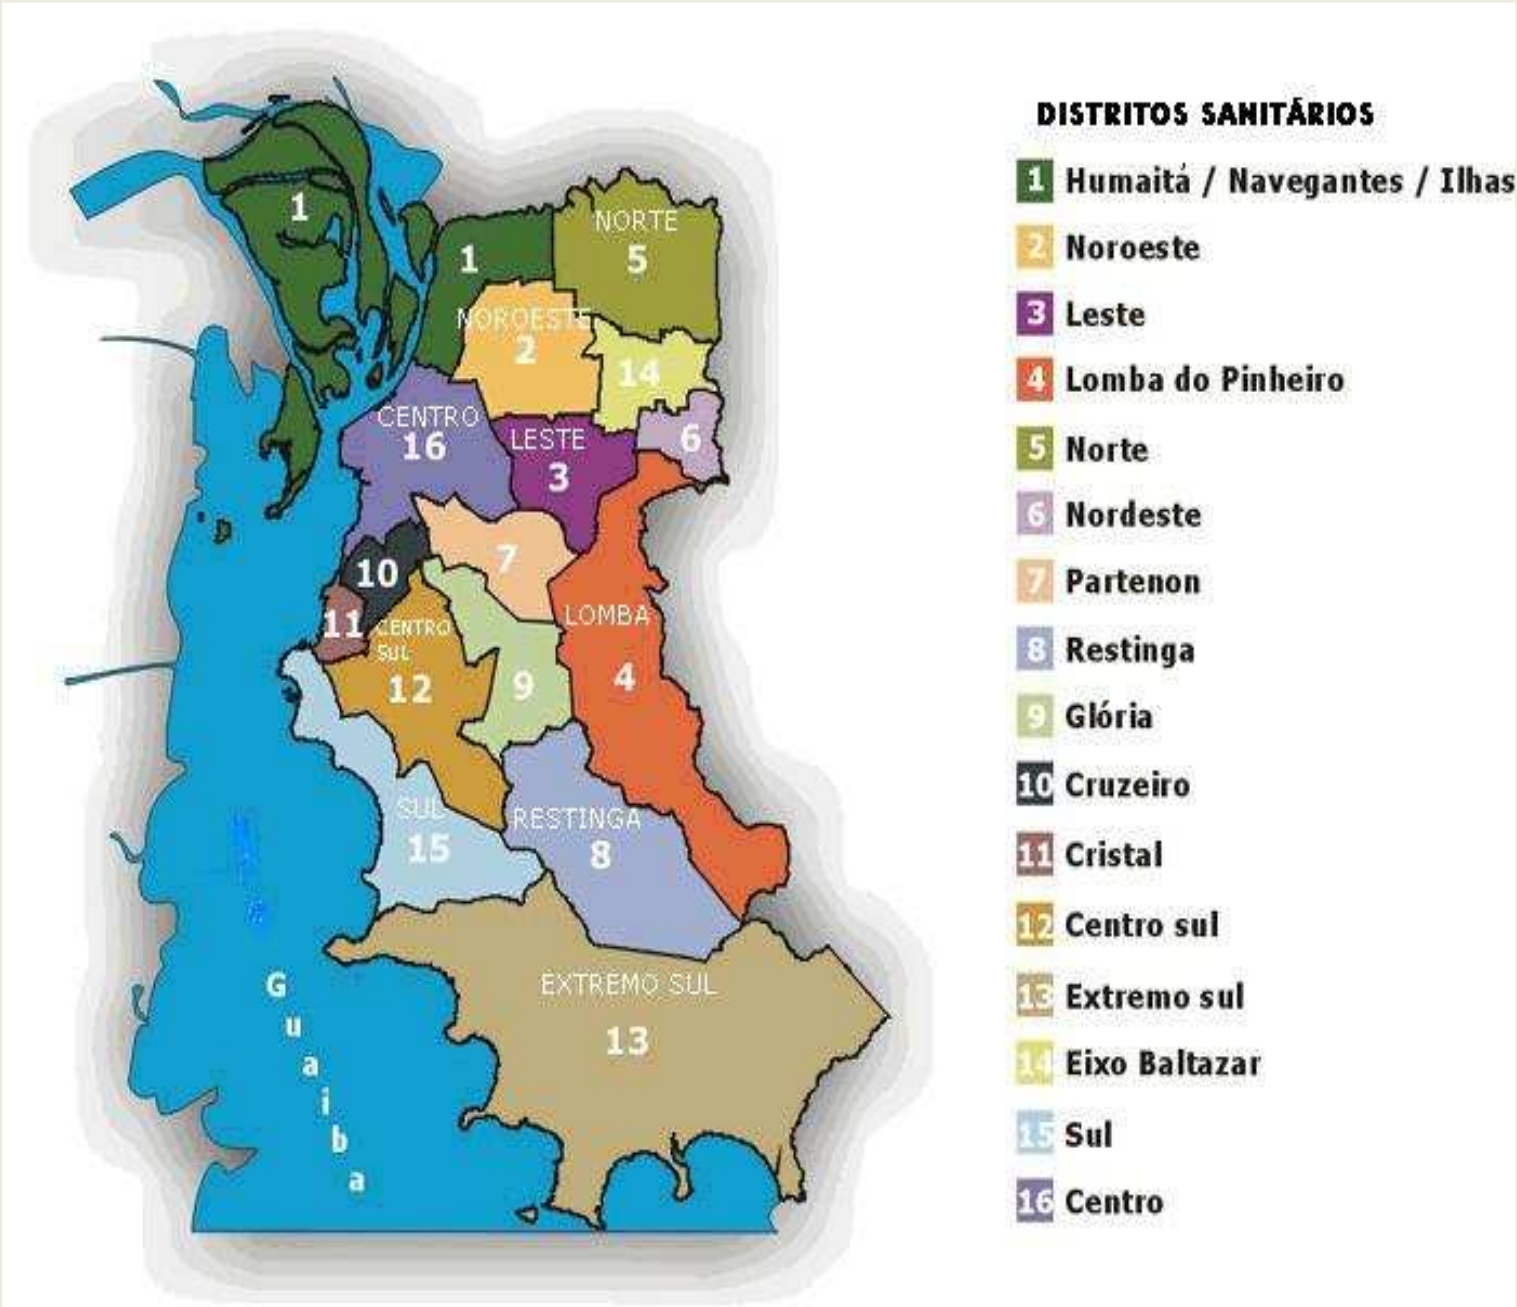 DISTRITOS SANITÁRIOS
1 Humaitá / Navegantes / Ilhas
2 Noroeste
3 Leste
4 Lomba do Pinheiro
5 Norte
6 Nordeste
7 Partenon
8 Restinga
9 Glória
10 Cruzeiro
11 Cristal
12 Centro sul
13 Extremo sul
14 Eixo Baltazar
15 Sul
16 Centro
1
1
NORTE
5
NOROESTE
2
14
CENTRO
16
LESTE
3
6
7
10
11
CENTRO
SUL
12
9
LOMBA
4
SUL
15
RESTINGA
8
EXTREMO SUL
13
G
u
a
i
b
a